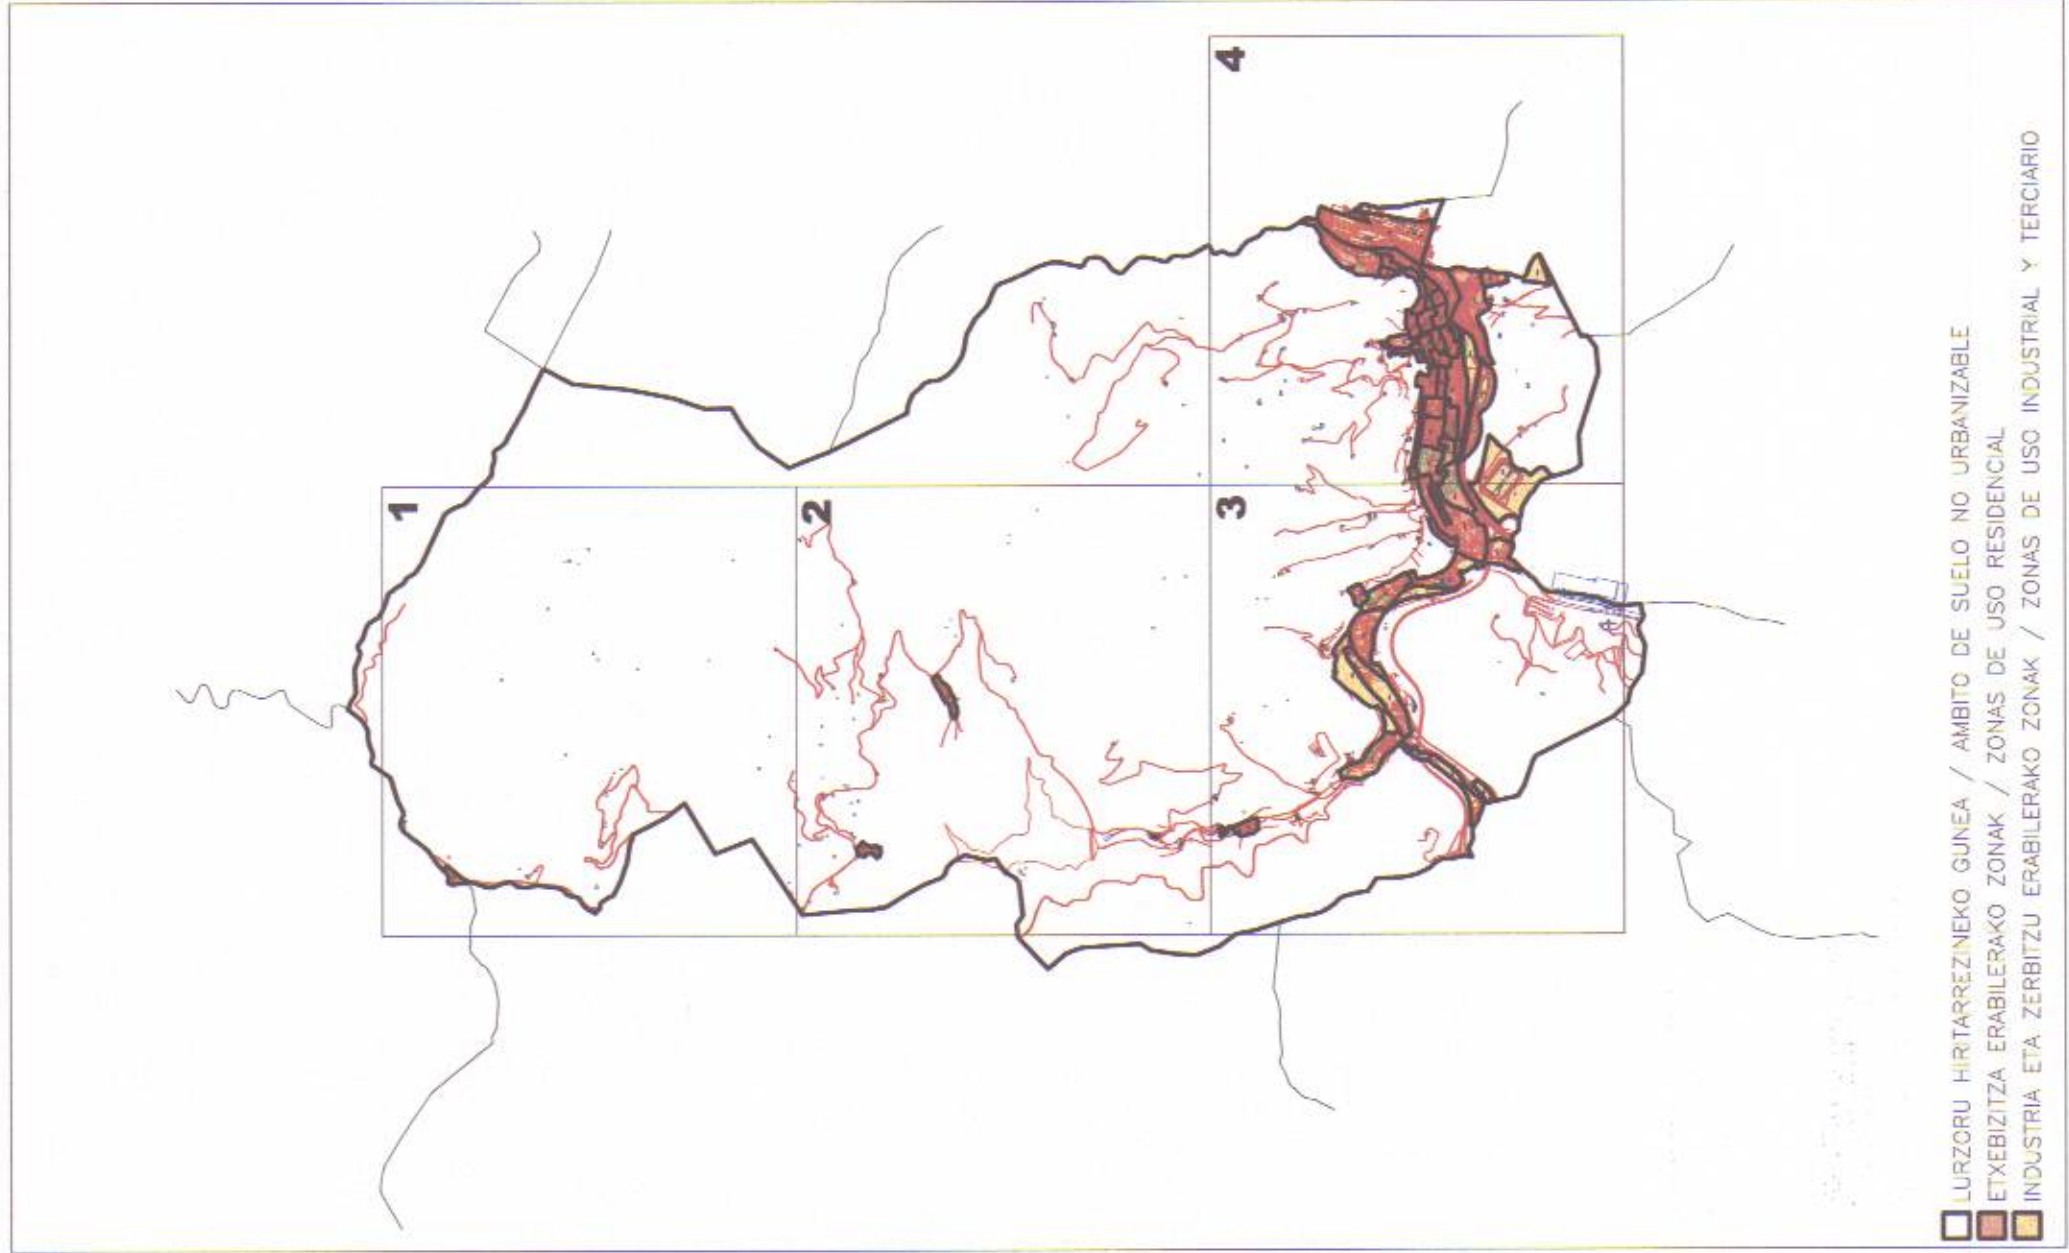 1
2
3
4
LURZORU HIRITARREZINEKO GUNEA / AMBITO DE SUELO NO URBANIZABLE
ETXEBIZITZA ERABILERAKO ZONAK / ZONAS DE USO RESIDENCIAL
INDUSTRIA ETA ZERBITZU ERABILERAKO ZONAK / ZONAS DE USO INDUSTRIAL Y TERCIARIO